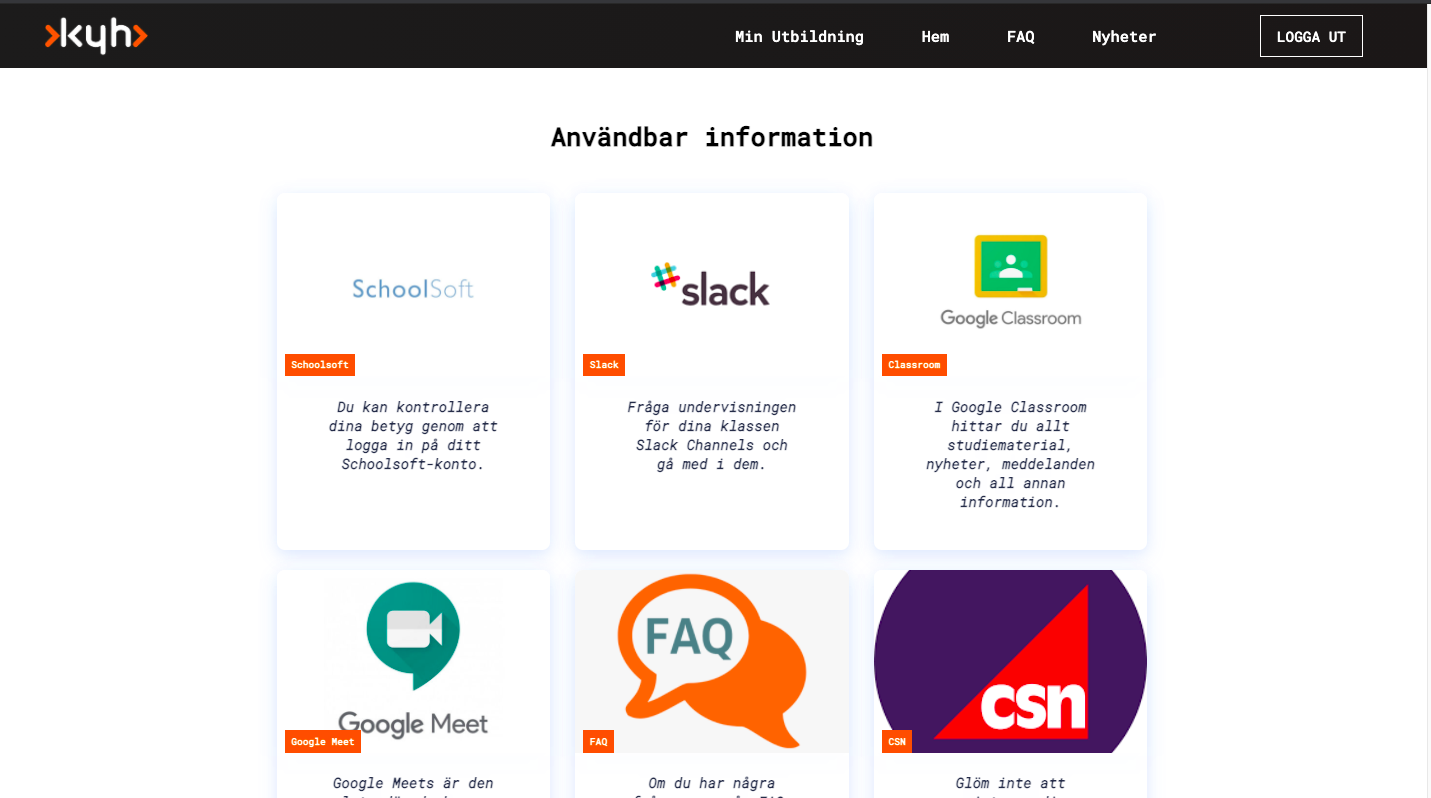 kyh
Min Utbildning Hem FAQ Nyheter LOGGA UT
Användbar information
SchoolSoft
Schoolsoft
Du kan kontrollera
dina betyg genom att
logga in på ditt
Schoolsoft-konto.
slack
Slack
Fråga undervisningen
för dina klassen
Slack Channels och
gå med i dem.
Google Classroom
Classroom
I Google Classroom
hittar du allt
studiematerial,
nyheter, meddelanden
och all annan
information.
Google Meet
Google Meet
Google Meets är den
FAQ
FAQ
Om du har några
csn
CSN
Glöm inte att